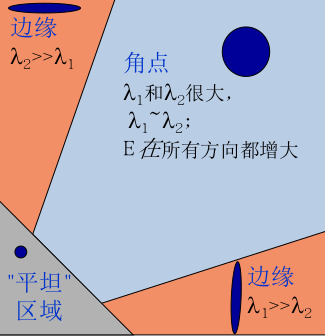 边缘
λ₂>>λ₁
角点
λ₁和λ₂很大,
λ₁~λ₂;
E 在所有方向都增大
"平坦"
区域
边缘
λ₁>>λ₂